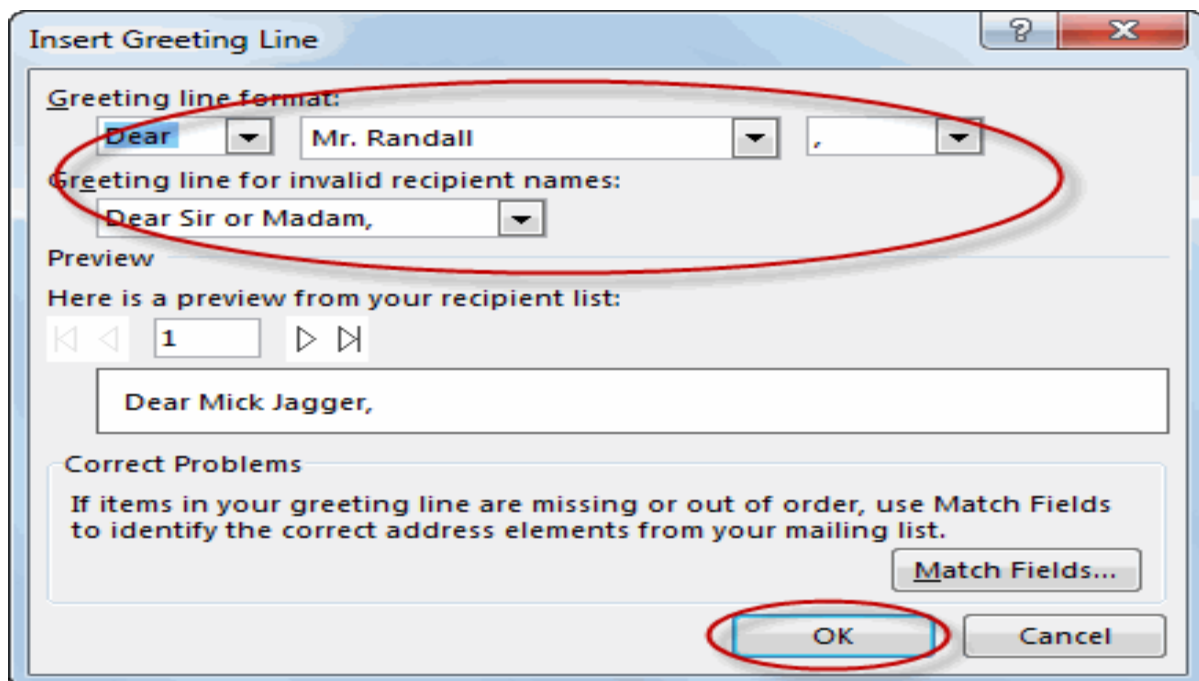 Insert Greeting Line
?
Greeting line format:
Dear Mr. Randall ,
Greeting line for invalid recipient names:
Dear Sir or Madam,
Preview
Here is a preview from your recipient list:
1
Dear Mick Jagger,
Correct Problems
If items in your greeting line are missing or out of order, use Match Fields
to identify the correct address elements from your mailing list.
Match Fields...
OK Cancel